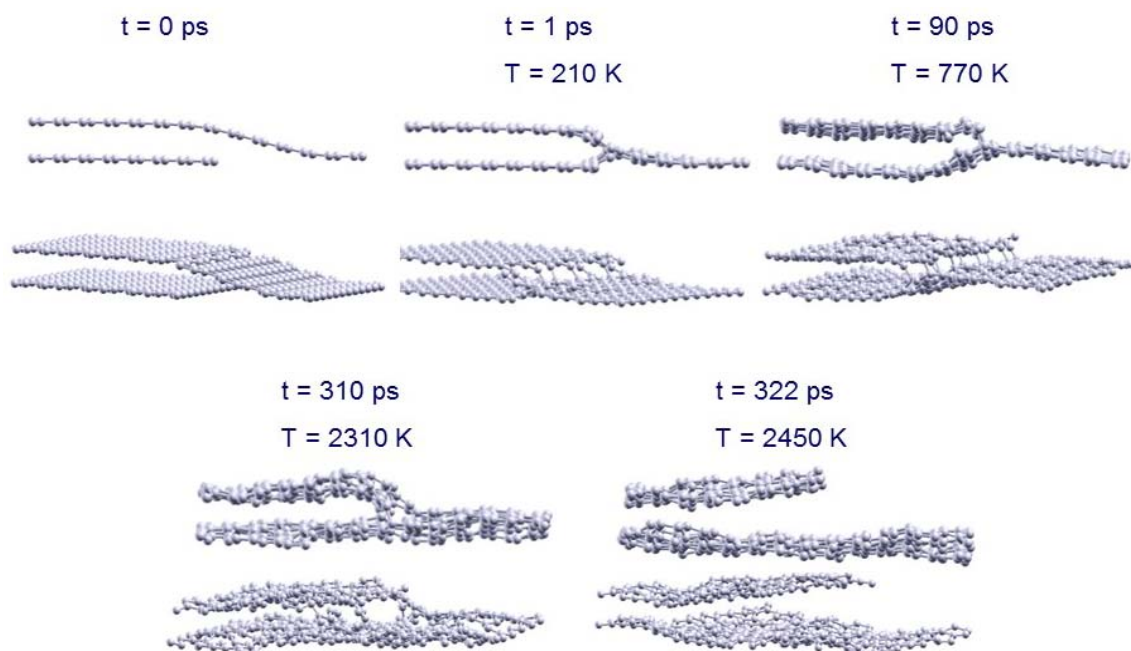 t = 0 ps
t = 1 ps
T = 210 K
t = 90 ps
T = 770 K
t = 310 ps
T = 2310 K
t = 322 ps
T = 2450 K